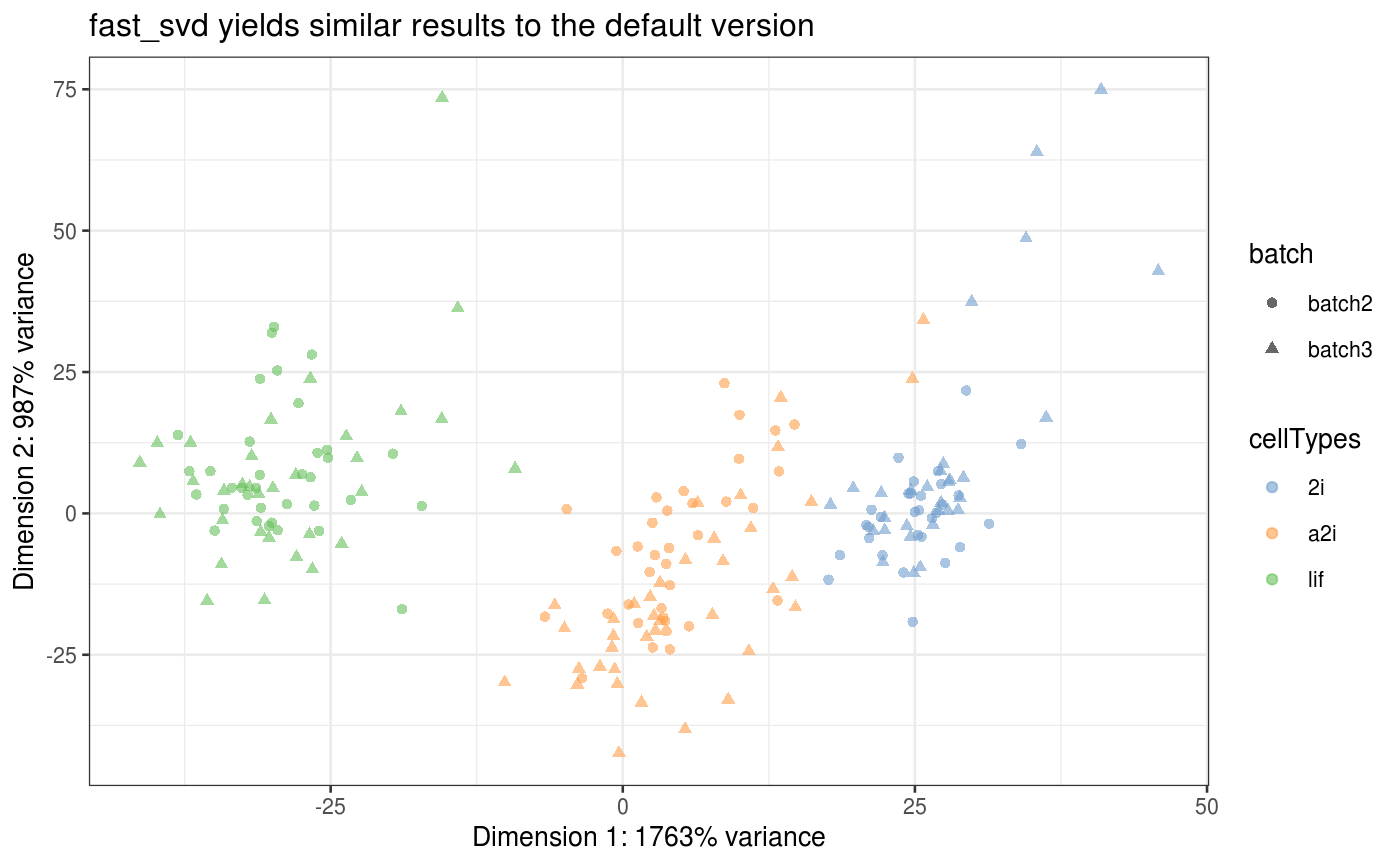 fast_svd yields similar results to the default version
75
50
25
0
-25
Dimension 2: 987% variance
-25
0
25
50
Dimension 1: 1763% variance
batch
batch2
batch3
cellTypes
2i
a2i
lif